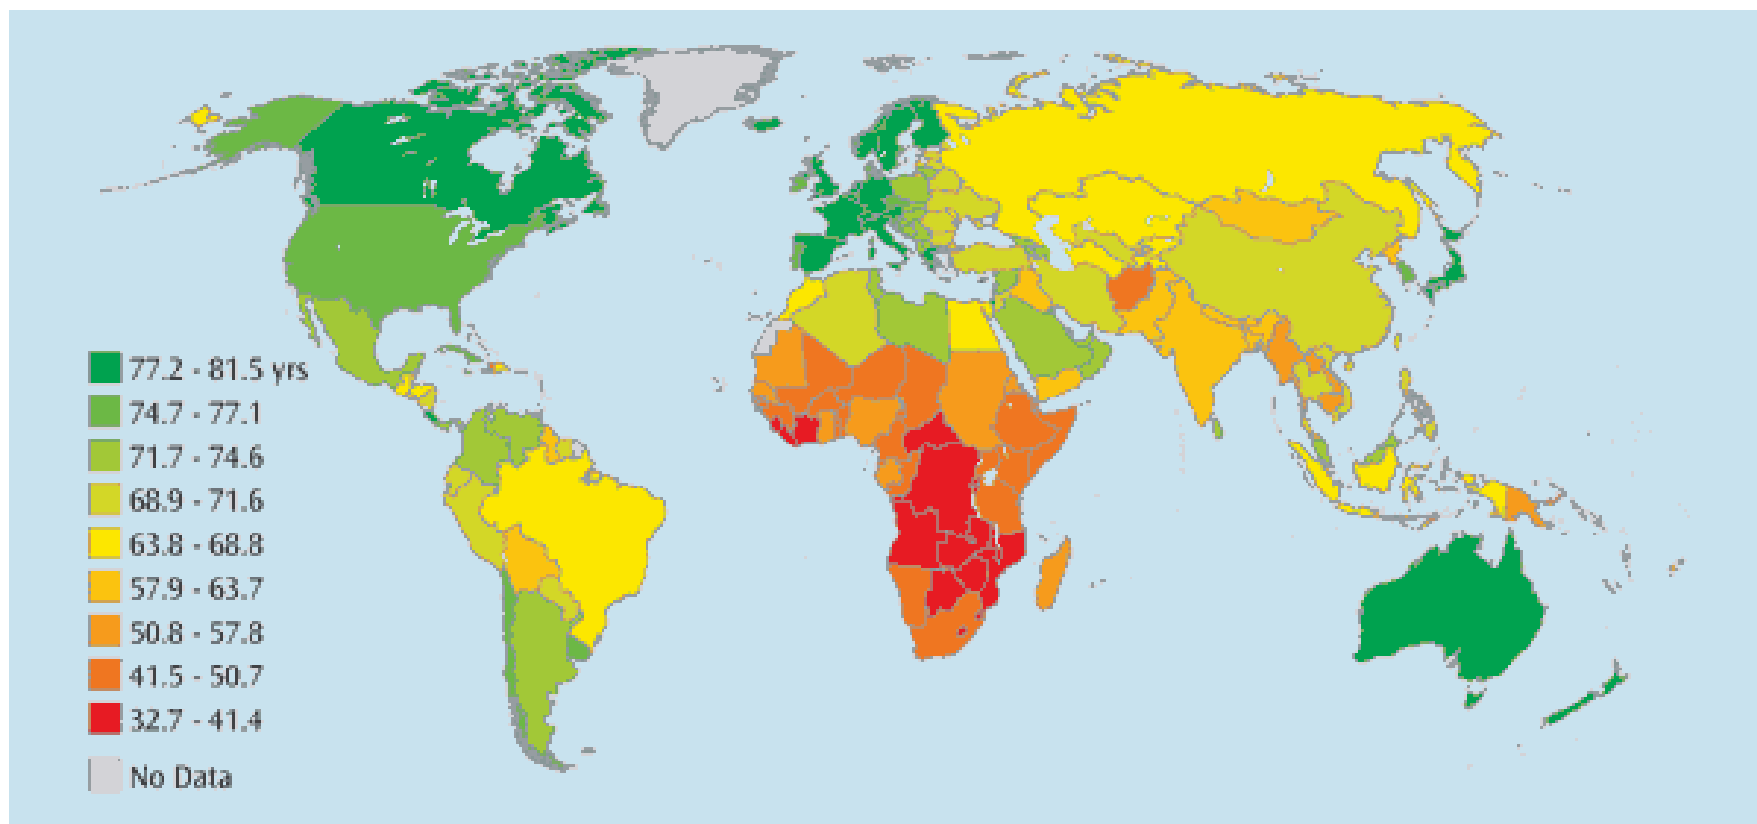 77.2 - 81.5 yrs
74.7 - 77.1
71.7 - 74.6
68.9 - 71.6
63.8 - 68.8
57.9 - 63.7
50.8 - 57.8
41.5 - 50.7
32.7 - 41.4
No Data